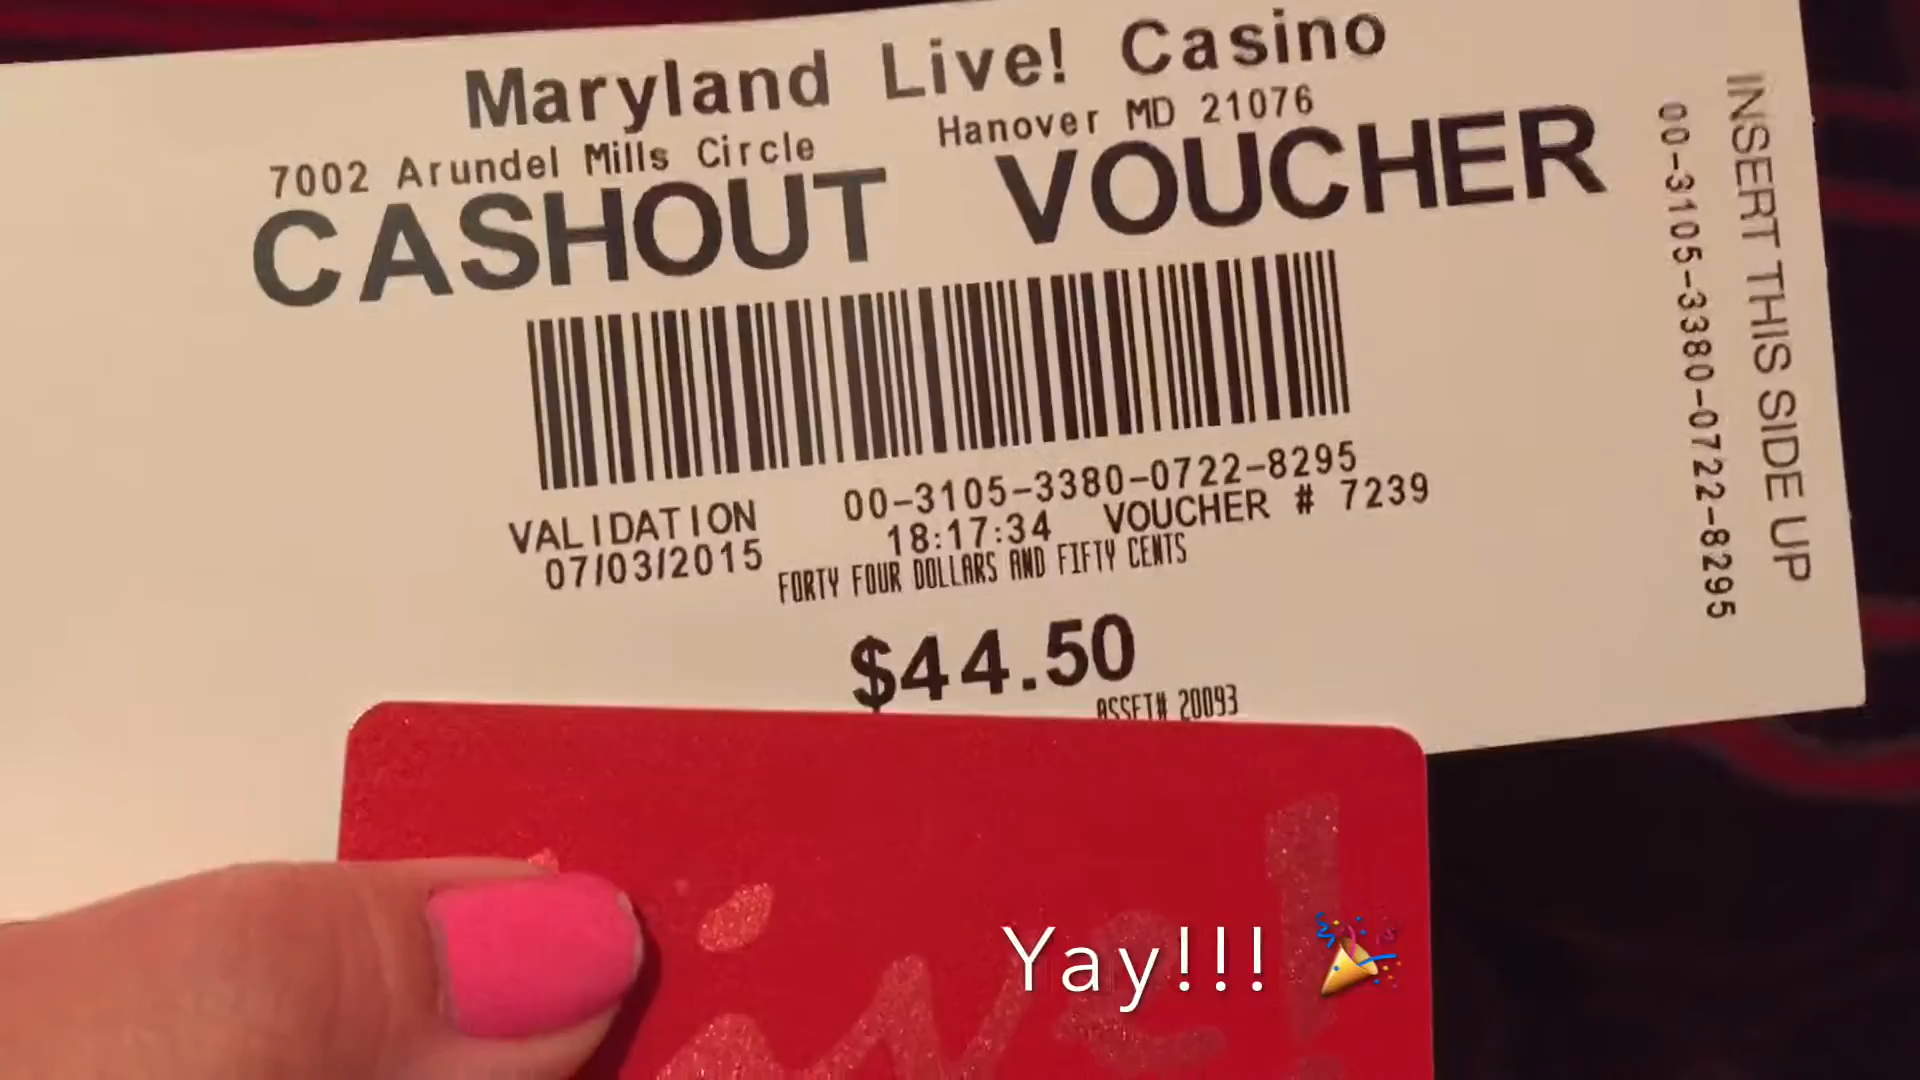 Maryland Live! Casino
7002 Arundel Mills Circle Hanover MD 21076
CASHOUT VOUCHER
VALIDATION 00-3105-3380-0722-8295
07/03/2015 18:17:34 VOUCHER # 7239
FORTY FOUR DOLLARS AND FIFTY CENTS
$44.50
ASSET# 20093
INSERT THIS SIDE UP
00-3105-3380-0722-8295
Yay!!! 🎉